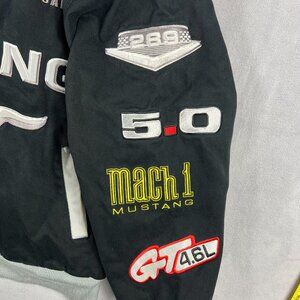 289
NG
5.0
mach 1
MUSTANG
GT 4.6L